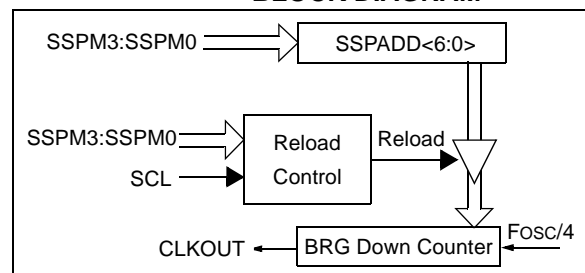 BLOCK DIAGRAM
SSPM3:SSPM0
SSPADD<6:0>
SSPM3:SSPM0
SCL
Reload
Control
Reload
CLKOUT
BRG Down Counter
FOSC/4